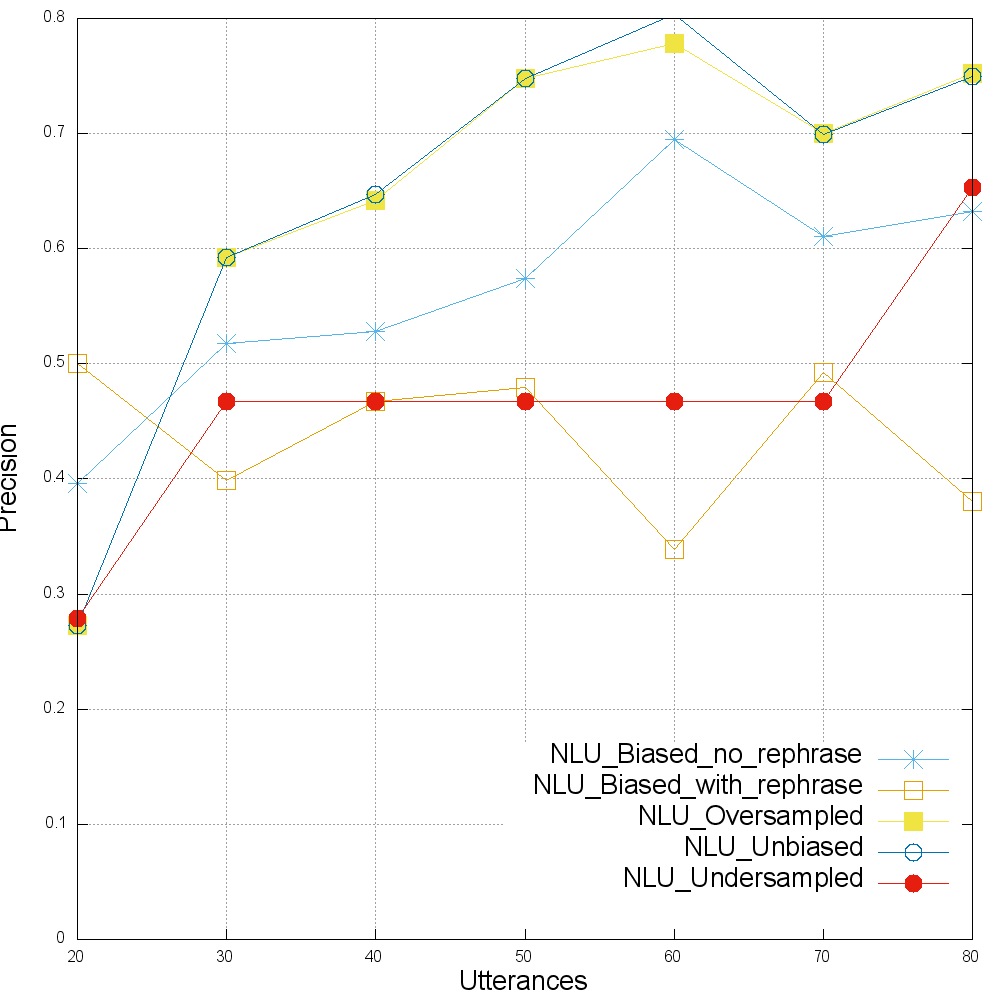 0.8
0.7
0.6
0.5
0.4
0.3
0.2
0.1
0
Precision
NLU_Biased_no_rephrase
NLU_Biased_with_rephrase
NLU_Oversampled
NLU_Unbiased
NLU_Undersampled
20 30 40 50 60 70 80
Utterances